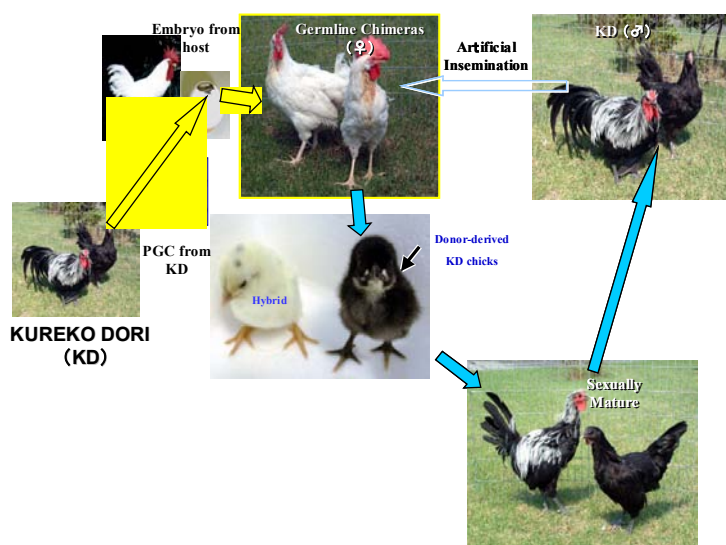 Embryo from
host
Germline Chimeras
(♀)
Artificial
Insemination
KD (♂)
PGC from
KD
KUREKO DORI
(KD)
Hybrid
Donor-derived
KD chicks
Sexually
Mature